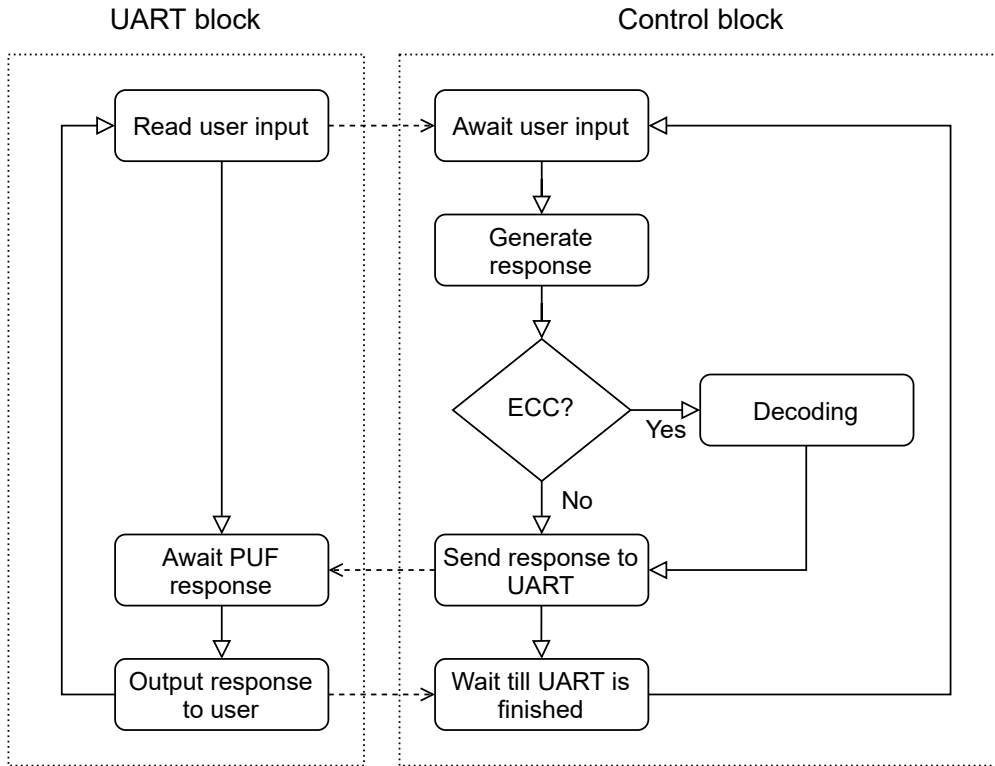 UART block
Control block
Read user input
Await user input
Generate
response
ECC?
Yes
Decoding
No
Await PUF
response
Send response to
UART
Output response
to user
Wait till UART is
finished